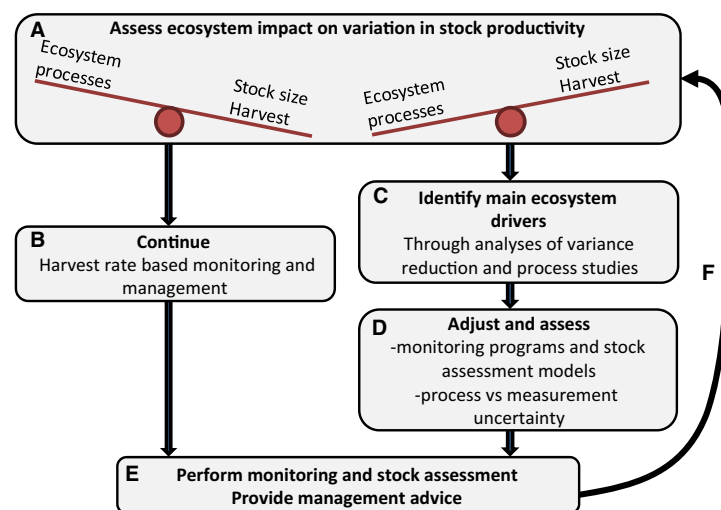 A
Assess ecosystem impact on variation in stock productivity
Ecosystem
processes
Stock size
Harvest
Ecosystem
processes
Stock size
Harvest
B
Continue
Harvest rate based monitoring and
management
C
Identify main ecosystem
drivers
Through analyses of variance
reduction and process studies
D
Adjust and assess
-monitoring programs and stock
assessment models
-process vs measurement
uncertainty
E
Perform monitoring and stock assessment
Provide management advice
F